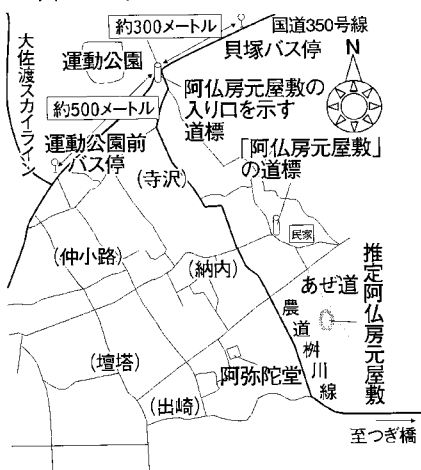 約300メートル
国道350号線
貝塚バス停
大佐渡スカイライン
運動公園
N
阿仏房元屋敷の
入り口を示す
道標
約500メートル
運動公園前
バス停
「阿仏房元屋敷」
の道標
(寺沢)
民家
(仲小路)
(納内)
あぜ道
推定阿仏房元屋敷
農道桝川線
(壇塔)
阿弥陀堂
(出崎)
至つぎ橋